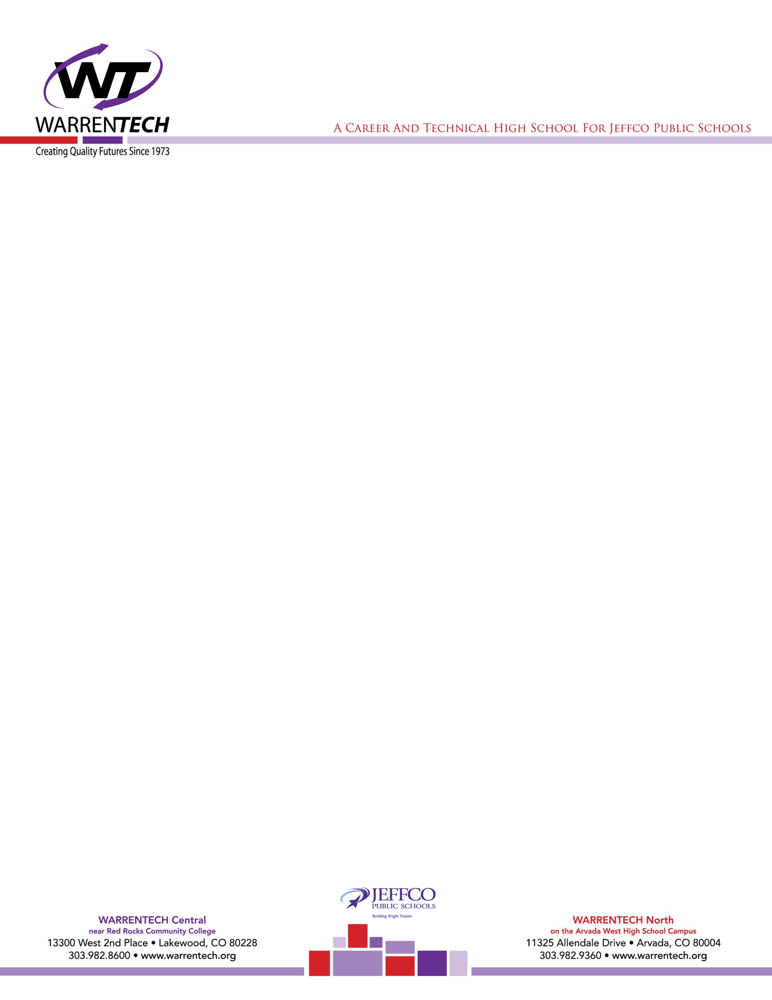 WT
WARRENTECH
A Career And Technical High School For Jeffco Public Schools
Creating Quality Futures Since 1973
JEFFCO
PUBLIC SCHOOLS
Building Bright Futures
WARRENTECH Central
near Red Rocks Community College
13300 West 2nd Place • Lakewood, CO 80228
303.982.8600 • www.warrentech.org
WARRENTECH North
on the Arvada West High School Campus
11325 Allendale Drive • Arvada, CO 80004
303.982.9360 • www.warrentech.org